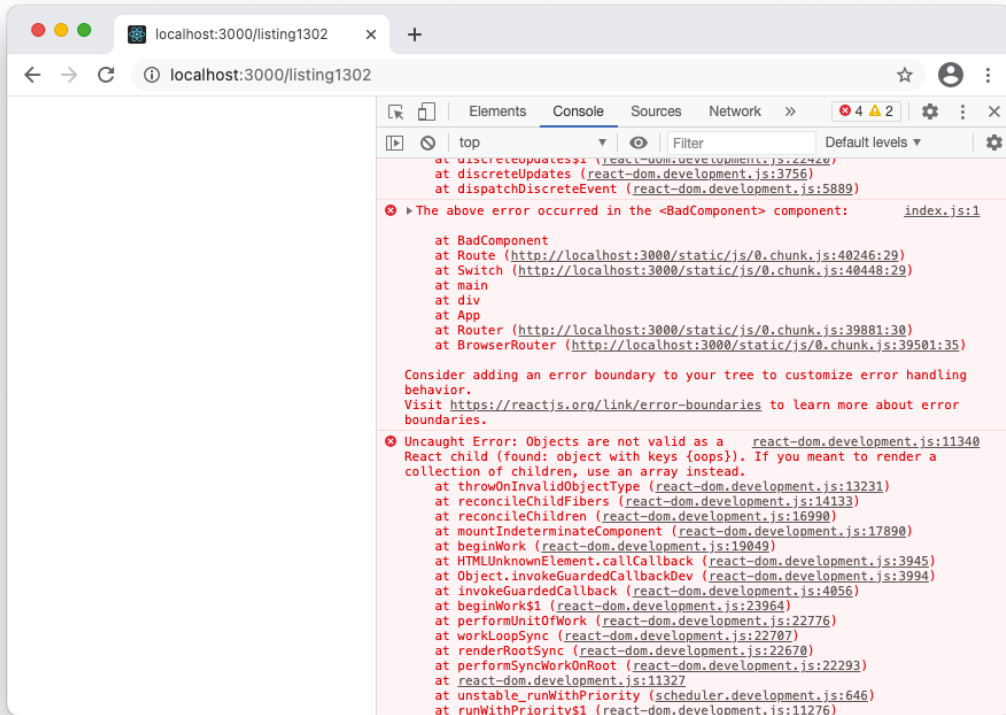 localhost:3000/listing1302
localhost:3000/listing1302
Elements Console Sources Network » 4 2
top Filter Default levels ▼
at discreteUpdates$1 (react-dom.development.js:22420)
at discreteUpdates (react-dom.development.js:3756)
at dispatchDiscreteEvent (react-dom.development.js:5889)
The above error occurred in the <BadComponent> component: index.js:1
at BadComponent
at Route (http://localhost:3000/static/js/0.chunk.js:40246:29)
at Switch (http://localhost:3000/static/js/0.chunk.js:40448:29)
at main
at div
at App
at Router (http://localhost:3000/static/js/0.chunk.js:39881:30)
at BrowserRouter (http://localhost:3000/static/js/0.chunk.js:39501:35)
Consider adding an error boundary to your tree to customize error handling
behavior.
Visit https://reactjs.org/link/error-boundaries to learn more about error
boundaries.
Uncaught Error: Objects are not valid as a react-dom.development.js:11340
React child (found: object with keys {oops}). If you meant to render a
collection of children, use an array instead.
at throwOnInvalidObjectType (react-dom.development.js:13231)
at reconcileChildFibers (react-dom.development.js:14133)
at reconcileChildren (react-dom.development.js:16990)
at mountIndeterminateComponent (react-dom.development.js:17890)
at beginWork (react-dom.development.js:19049)
at HTMLUnknownElement.callCallback (react-dom.development.js:3945)
at Object.invokeGuardedCallbackDev (react-dom.development.js:3994)
at invokeGuardedCallback (react-dom.development.js:4056)
at beginWork$1 (react-dom.development.js:23964)
at performUnitOfWork (react-dom.development.js:22776)
at workLoopSync (react-dom.development.js:22707)
at renderRootSync (react-dom.development.js:22670)
at performSyncWorkOnRoot (react-dom.development.js:22293)
at react-dom.development.js:11327
at unstable_runWithPriority (scheduler.development.js:646)
at runWithPriority$1 (react-dom.development.js:11276)